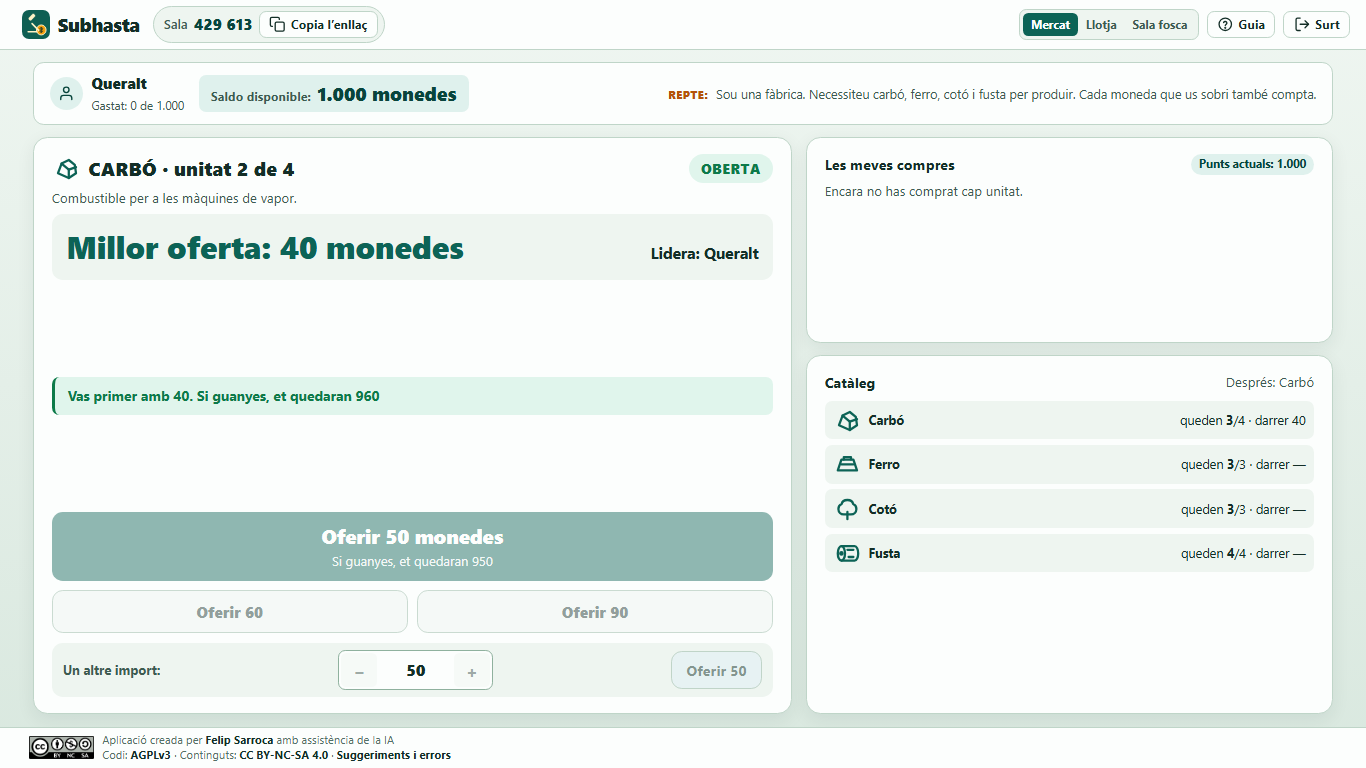 Subhasta
Sala 429 613
Copia l'enllaç
Mercat
Llotja
Sala fosca
Guia
Surt
Queralt
Gastat: 0 de 1.000
Saldo disponible: 1.000 monedes
REPTE: Sou una fàbrica. Necessiteu carbó, ferro, cotó i fusta per produir. Cada moneda que us sobri també compta.
CARBÓ · unitat 2 de 4
OBERTA
Combustible per a les màquines de vapor.
Millor oferta: 40 monedes
Lidera: Queralt
Vas primer amb 40. Si guanyes, et quedaran 960
Oferir 50 monedes
Si guanyes, et quedaran 950
Oferir 60
Oferir 90
Un altre import:
− 50 +
Oferir 50
Les meves compres
Punts actuals: 1.000
Encara no has comprat cap unitat.
Catàleg
Després: Carbó
Carbó
queden 3/4 · darrer 40
Ferro
queden 3/3 · darrer —
Cotó
queden 3/3 · darrer —
Fusta
queden 4/4 · darrer —
CC BY NC SA
Aplicació creada per Felip Sarroca amb assistència de la IA
Codi: AGPLv3 · Continguts: CC BY-NC-SA 4.0 · Suggeriments i errors